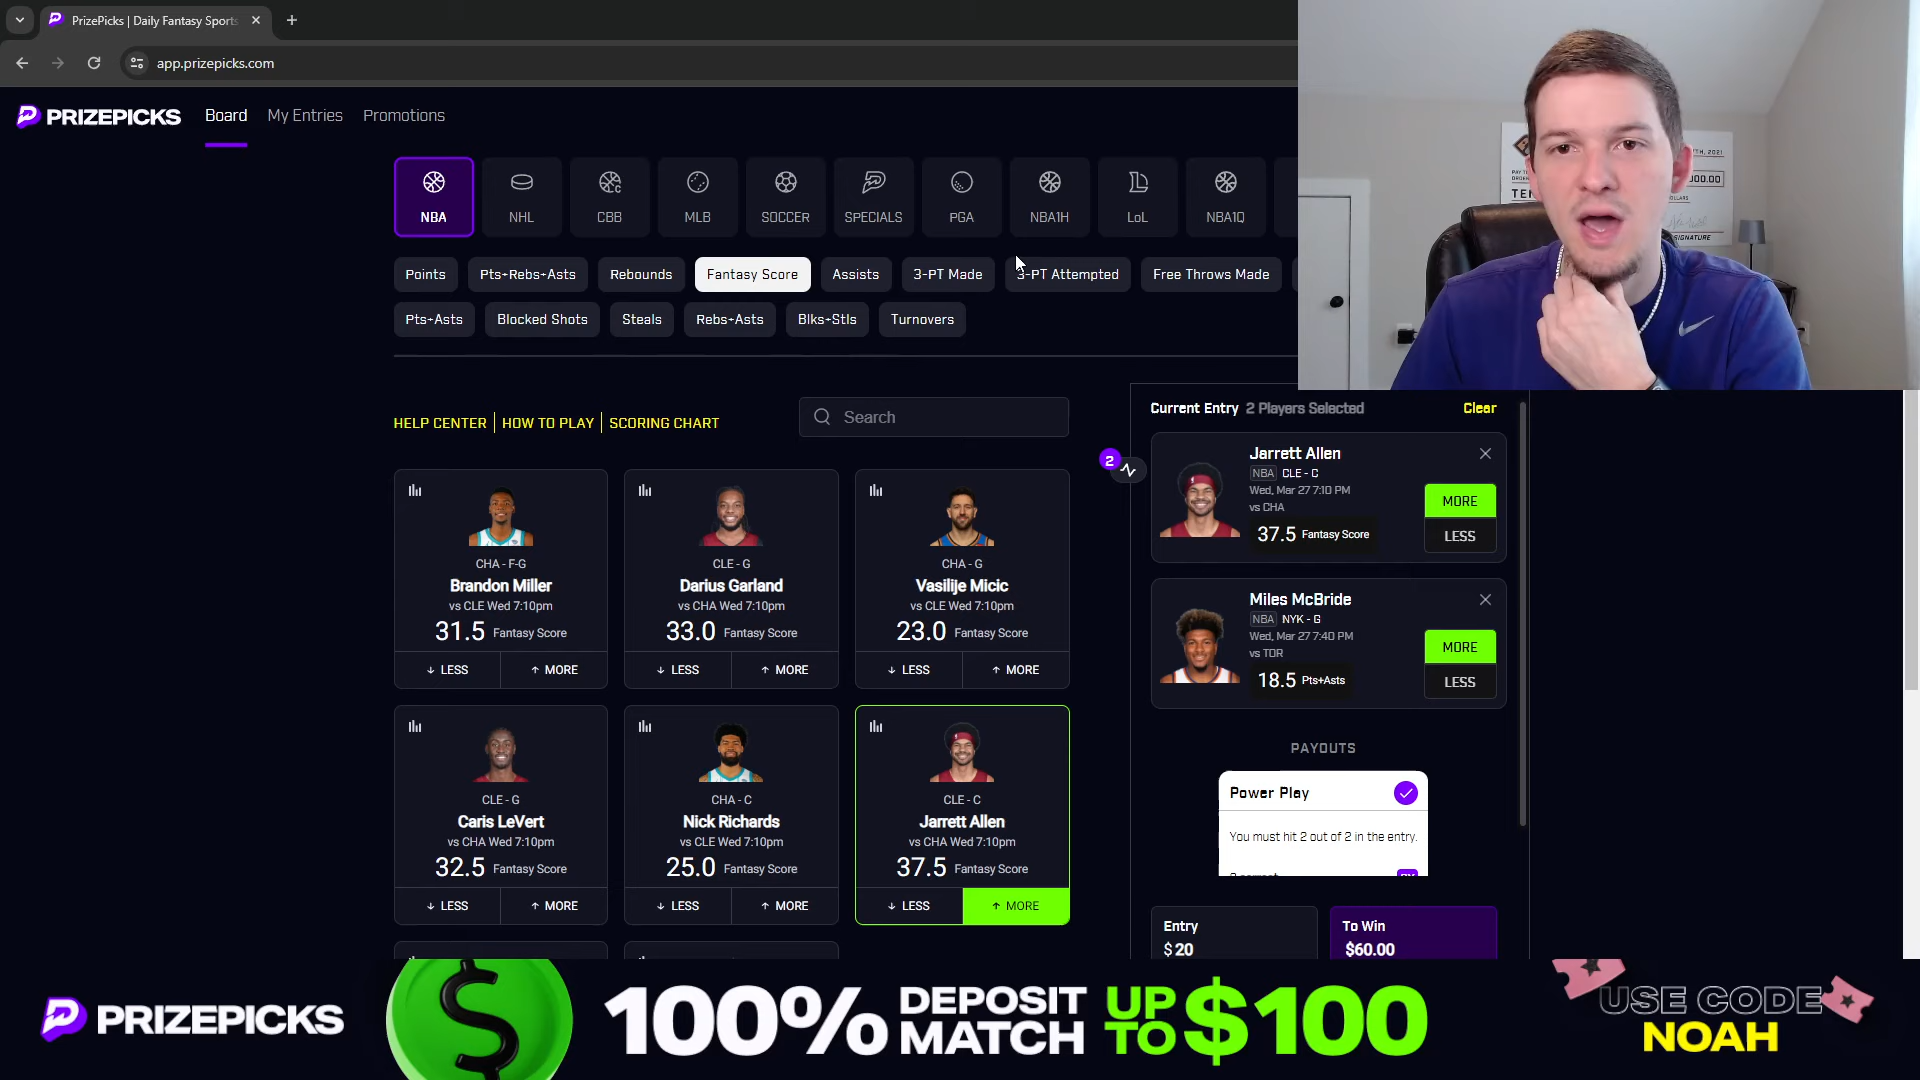 PrizePicks | Daily Fantasy Sports
app.prizepicks.com
PRIZEPICKS
Board
My Entries
Promotions
NBA
NHL
CBB
MLB
SOCCER
SPECIALS
PGA
NBA1H
LoL
NBA1Q
Points
Pts+Rebs+Asts
Rebounds
Fantasy Score
Assists
3-PT Made
3-PT Attempted
Free Throws Made
Pts+Asts
Blocked Shots
Steals
Rebs+Asts
Blks+Stls
Turnovers
HELP CENTER
HOW TO PLAY
SCORING CHART
Search
CHA - F-G
Brandon Miller
vs CLE Wed 7:10pm
31.5 Fantasy Score
LESS
MORE
CLE - G
Darius Garland
vs CHA Wed 7:10pm
33.0 Fantasy Score
LESS
MORE
CHA - G
Vasilije Micic
vs CLE Wed 7:10pm
23.0 Fantasy Score
LESS
MORE
CLE - G
Caris LeVert
vs CHA Wed 7:10pm
32.5 Fantasy Score
LESS
MORE
CHA - C
Nick Richards
vs CLE Wed 7:10pm
25.0 Fantasy Score
LESS
MORE
CLE - C
Jarrett Allen
vs CHA Wed 7:10pm
37.5 Fantasy Score
LESS
MORE
Current Entry 2 Players Selected
Clear
2
Jarrett Allen
NBA CLE - C
Wed, Mar 27 7:10 PM
vs CHA
37.5 Fantasy Score
MORE
LESS
Miles McBride
NBA NYK - G
Wed, Mar 27 7:40 PM
vs TOR
18.5 Pts+Asts
MORE
LESS
PAYOUTS
Power Play
You must hit 2 out of 2 in the entry.
Entry
$ 20
To Win
$60.00
TH, 2021
000.00
SIGNATURE
PRIZEPICKS
$
100% DEPOSIT MATCH UP TO $100
USE CODE
NOAH